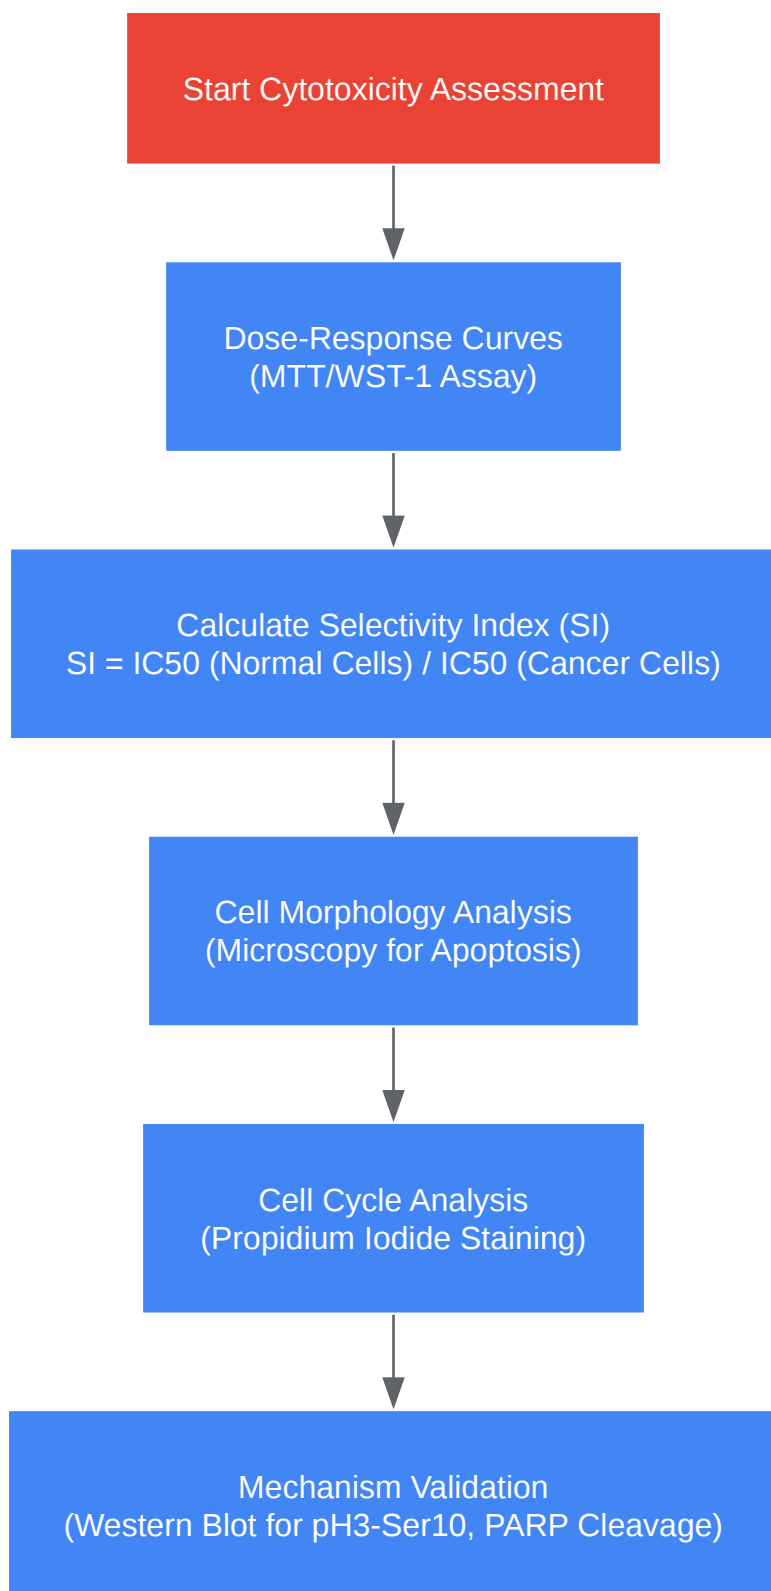 Start Cytotoxicity Assessment
Dose-Response Curves
(MTT/WST-1 Assay)
Calculate Selectivity Index (SI)
SI = IC50 (Normal Cells) / IC50 (Cancer Cells)
Cell Morphology Analysis
(Microscopy for Apoptosis)
Cell Cycle Analysis
(Propidium Iodide Staining)
Mechanism Validation
(Western Blot for pH3-Ser10, PARP Cleavage)